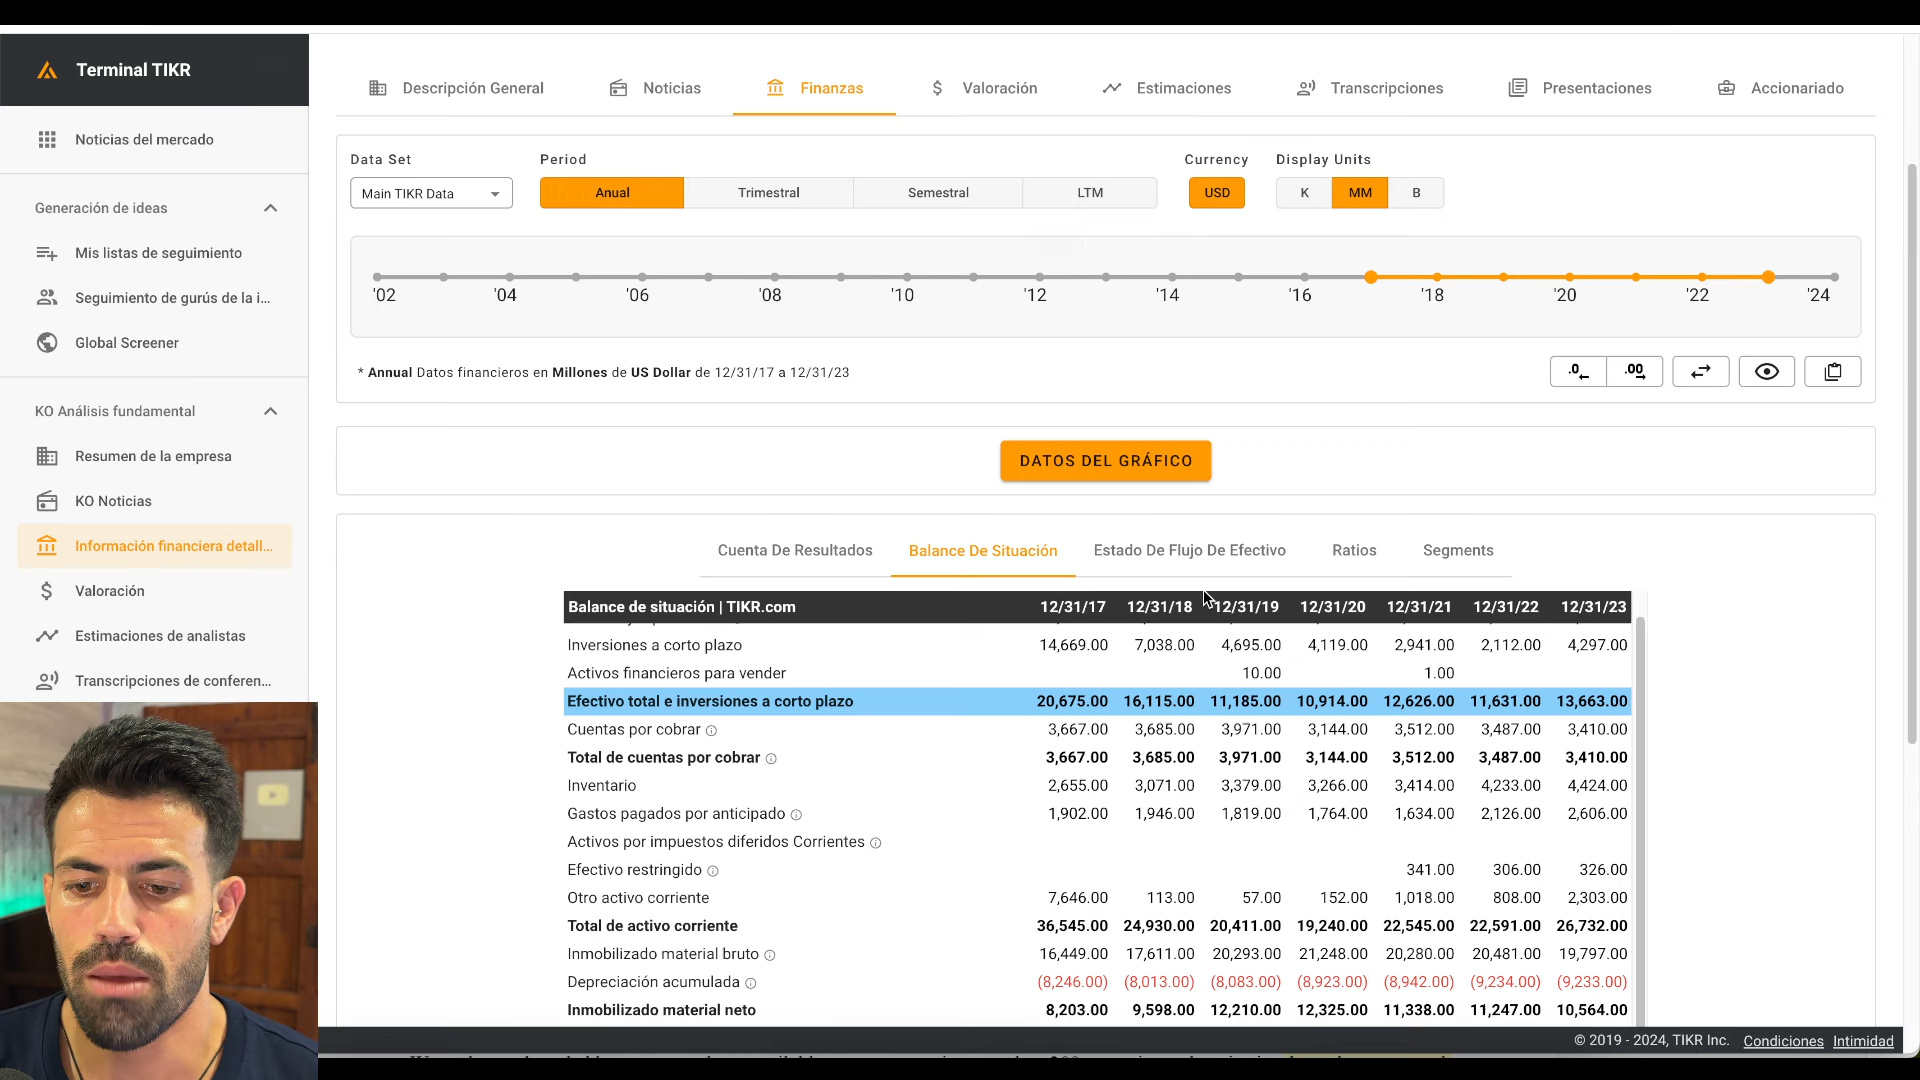 Terminal TIKR
Descripción General
Noticias
Finanzas
Valoración
Estimaciones
Transcripciones
Presentaciones
Accionariado
Noticias del mercado
Generación de ideas
Mis listas de seguimiento
Seguimiento de gurús de la i...
Global Screener
KO Análisis fundamental
Resumen de la empresa
KO Noticias
Información financiera detall...
Valoración
Estimaciones de analistas
Transcripciones de conferen...
Data Set
Period
Currency
Display Units
Main TIKR Data
Anual
Trimestral
Semestral
LTM
USD
K
MM
B
'02 '04 '06 '08 '10 '12 '14 '16 '18 '20 '22 '24
* Annual Datos financieros en Millones de US Dollar de 12/31/17 a 12/31/23
.0
.00
DATOS DEL GRÁFICO
Cuenta De Resultados
Balance De Situación
Estado De Flujo De Efectivo
Ratios
Segments
Balance de situación | TIKR.com 12/31/17 12/31/18 12/31/19 12/31/20 12/31/21 12/31/22 12/31/23
Inversiones a corto plazo 14,669.00 7,038.00 4,695.00 4,119.00 2,941.00 2,112.00 4,297.00
Activos financieros para vender 10.00 1.00
Efectivo total e inversiones a corto plazo 20,675.00 16,115.00 11,185.00 10,914.00 12,626.00 11,631.00 13,663.00
Cuentas por cobrar 3,667.00 3,685.00 3,971.00 3,144.00 3,512.00 3,487.00 3,410.00
Total de cuentas por cobrar 3,667.00 3,685.00 3,971.00 3,144.00 3,512.00 3,487.00 3,410.00
Inventario 2,655.00 3,071.00 3,379.00 3,266.00 3,414.00 4,233.00 4,424.00
Gastos pagados por anticipado 1,902.00 1,946.00 1,819.00 1,764.00 1,634.00 2,126.00 2,606.00
Activos por impuestos diferidos Corrientes
Efectivo restringido 341.00 306.00 326.00
Otro activo corriente 7,646.00 113.00 57.00 152.00 1,018.00 808.00 2,303.00
Total de activo corriente 36,545.00 24,930.00 20,411.00 19,240.00 22,545.00 22,591.00 26,732.00
Inmobilizado material bruto 16,449.00 17,611.00 20,293.00 21,248.00 20,280.00 20,481.00 19,797.00
Depreciación acumulada (8,246.00) (8,013.00) (8,083.00) (8,923.00) (8,942.00) (9,234.00) (9,233.00)
Inmobilizado material neto 8,203.00 9,598.00 12,210.00 12,325.00 11,338.00 11,247.00 10,564.00
© 2019 - 2024, TIKR Inc. Condiciones Intimidad